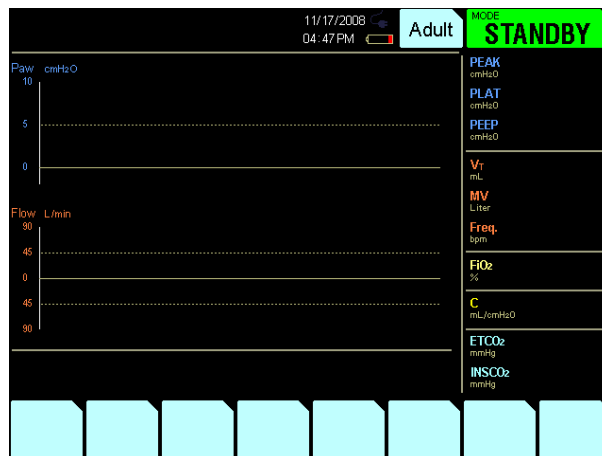 11/17/2008
04:47 PM
Adult
MODE
STANDBY
Paw cmH₂O
10
5
0
Flow L/min
90
45
0
45
90
PEAK
cmH₂O
PLAT
cmH₂O
PEEP
cmH₂O
VT
mL
MV
Liter
Freq.
bpm
FiO₂
%
C
mL/cmH₂O
ETCO₂
mmHg
INSCO₂
mmHg